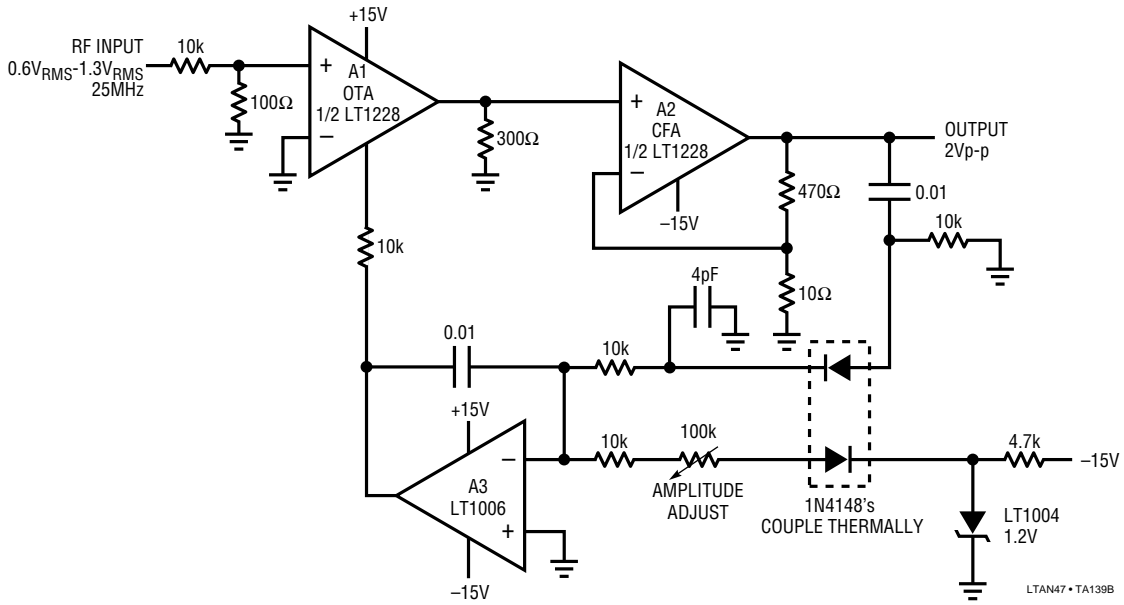 +15V
RF INPUT
0.6VRMS-1.3VRMS
25MHz
10k
100Ω
+
A1
OTA
1/2 LT1228
–
300Ω
+
A2
CFA
1/2 LT1228
–
–15V
OUTPUT
2Vp-p
470Ω
0.01
10k
10Ω
10k
4pF
0.01
10k
+15V
10k
100k
AMPLITUDE
ADJUST
–
A3
LT1006
+
–15V
1N4148's
COUPLE THERMALLY
4.7k
–15V
LT1004
1.2V
LTAN47 • TA139B